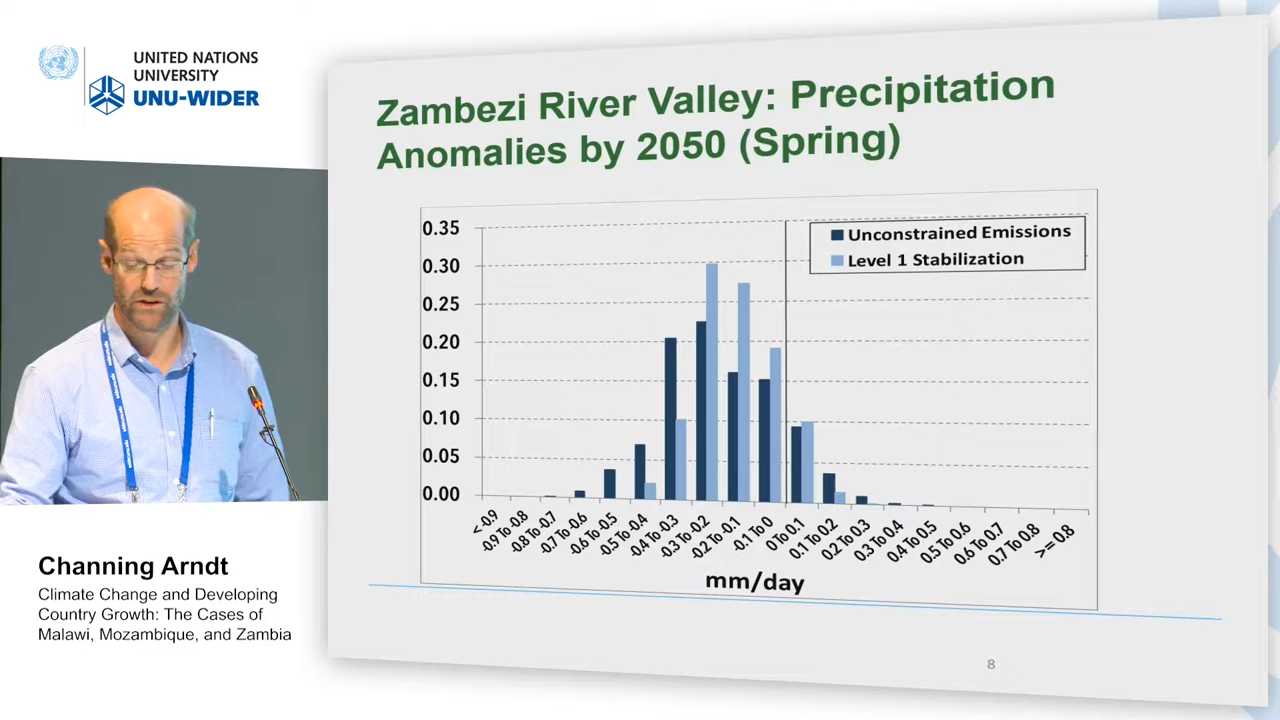 UNITED NATIONS
UNIVERSITY
UNU-WIDER
Zambezi River Valley: Precipitation
Anomalies by 2050 (Spring)
0.35
0.30
0.25
0.20
0.15
0.10
0.05
0.00
Unconstrained Emissions
Level 1 Stabilization
< -0.9
-0.9 To -0.8
-0.8 To -0.7
-0.7 To -0.6
-0.6 To -0.5
-0.5 To -0.4
-0.4 To -0.3
-0.3 To -0.2
-0.2 To -0.1
-0.1 To 0
0 To 0.1
0.1 To 0.2
0.2 To 0.3
0.3 To 0.4
0.4 To 0.5
0.5 To 0.6
0.6 To 0.7
0.7 To 0.8
>= 0.8
mm/day
8
Channing Arndt
Climate Change and Developing
Country Growth: The Cases of
Malawi, Mozambique, and Zambia